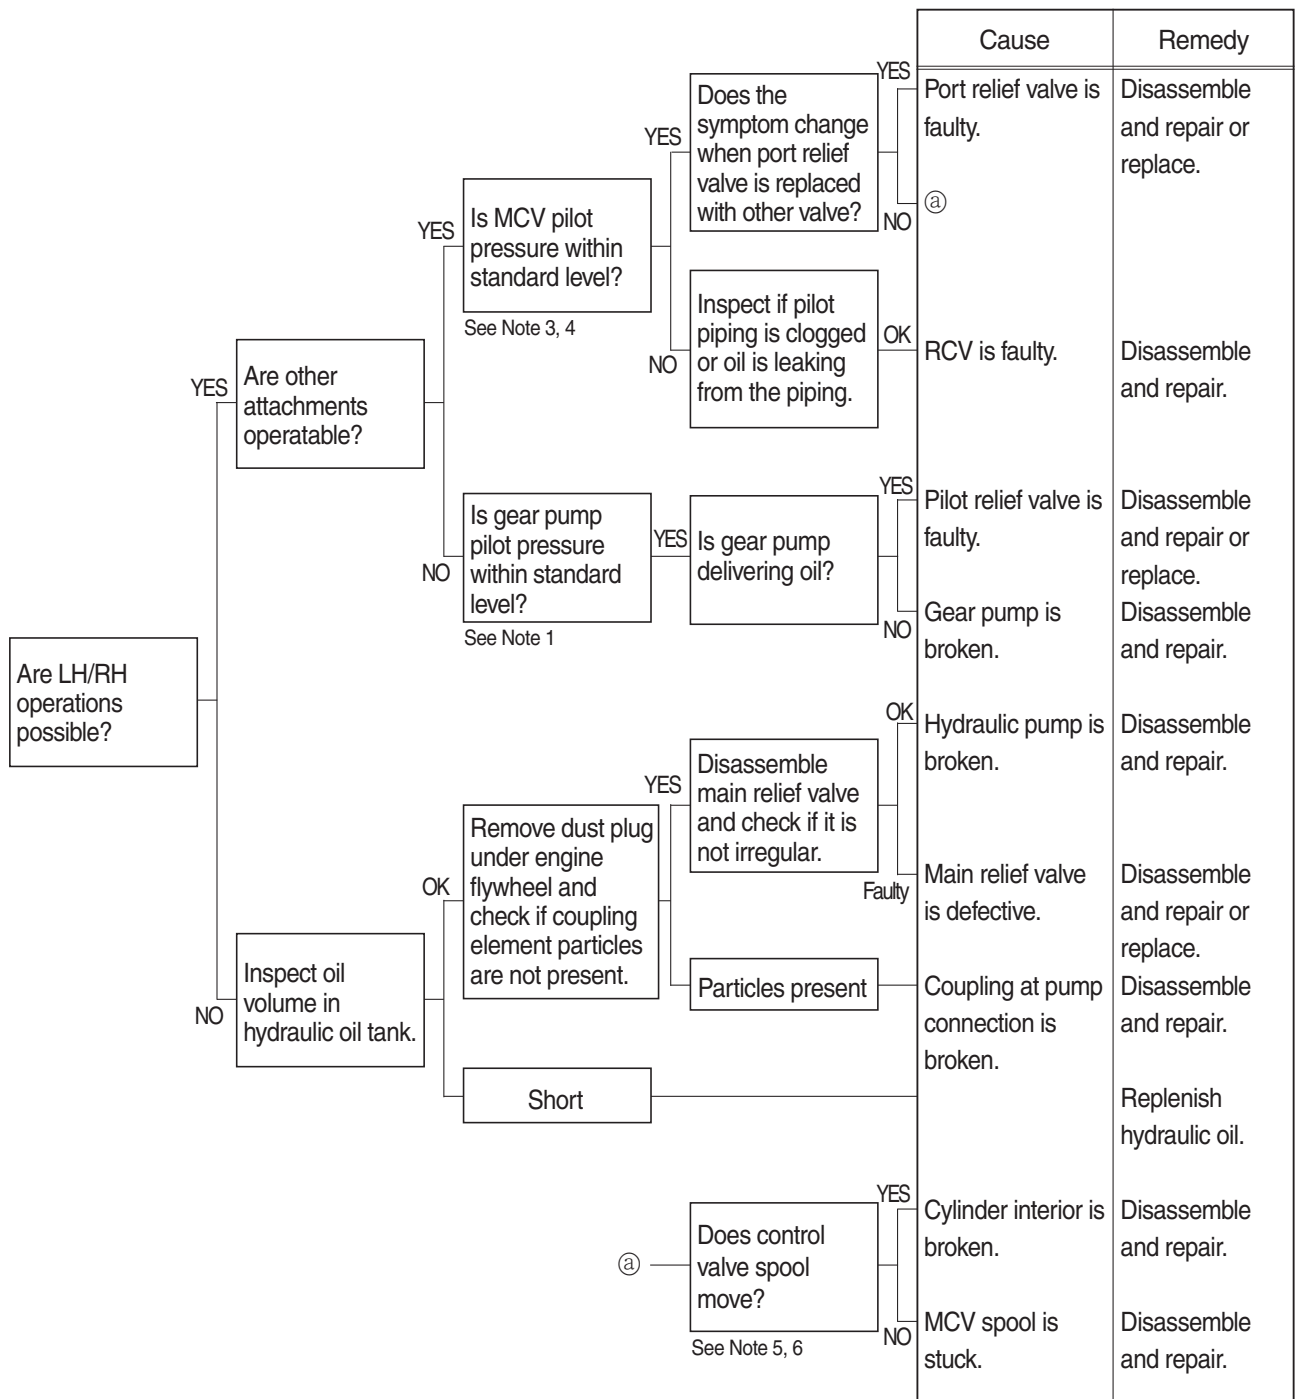 Cause
Remedy
YES
Does the
symptom change
when port relief
valve is replaced
with other valve?
Port relief valve is
faulty.
Disassemble
and repair or
replace.
YES
NO
ⓐ
YES
Is MCV pilot
pressure within
standard level?
See Note 3, 4
NO
Inspect if pilot
piping is clogged
or oil is leaking
from the piping.
OK
RCV is faulty.
Disassemble
and repair.
YES
Are other
attachments
operatable?
NO
Is gear pump
pilot pressure
within standard
level?
See Note 1
YES
Is gear pump
delivering oil?
YES
Pilot relief valve is
faulty.
Disassemble
and repair or
replace.
NO
Gear pump is
broken.
Disassemble
and repair.
Are LH/RH
operations
possible?
NO
Inspect oil
volume in
hydraulic oil tank.
OK
Remove dust plug
under engine
flywheel and
check if coupling
element particles
are not present.
YES
Disassemble
main relief valve
and check if it is
not irregular.
OK
Hydraulic pump is
broken.
Disassemble
and repair.
Faulty
Main relief valve
is defective.
Disassemble
and repair or
replace.
Particles present
Coupling at pump
connection is
broken.
Disassemble
and repair.
Short
Replenish
hydraulic oil.
ⓐ
Does control
valve spool
move?
See Note 5, 6
YES
Cylinder interior is
broken.
Disassemble
and repair.
NO
MCV spool is
stuck.
Disassemble
and repair.